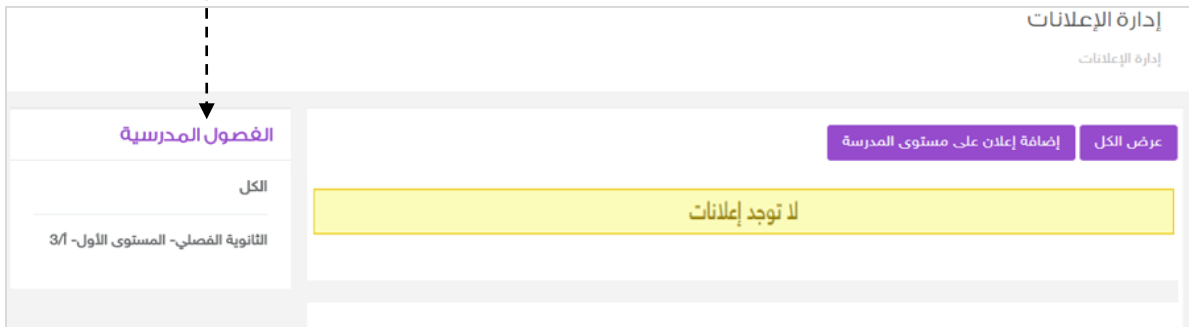 إدارة الإعلانات
إدارة الإعلانات
عرض الكل
إضافة إعلان على مستوى المدرسة
لا توجد إعلانات
الفصول المدرسية
الكل
الثانوية الفصلي- المستوى الأول- أ/3